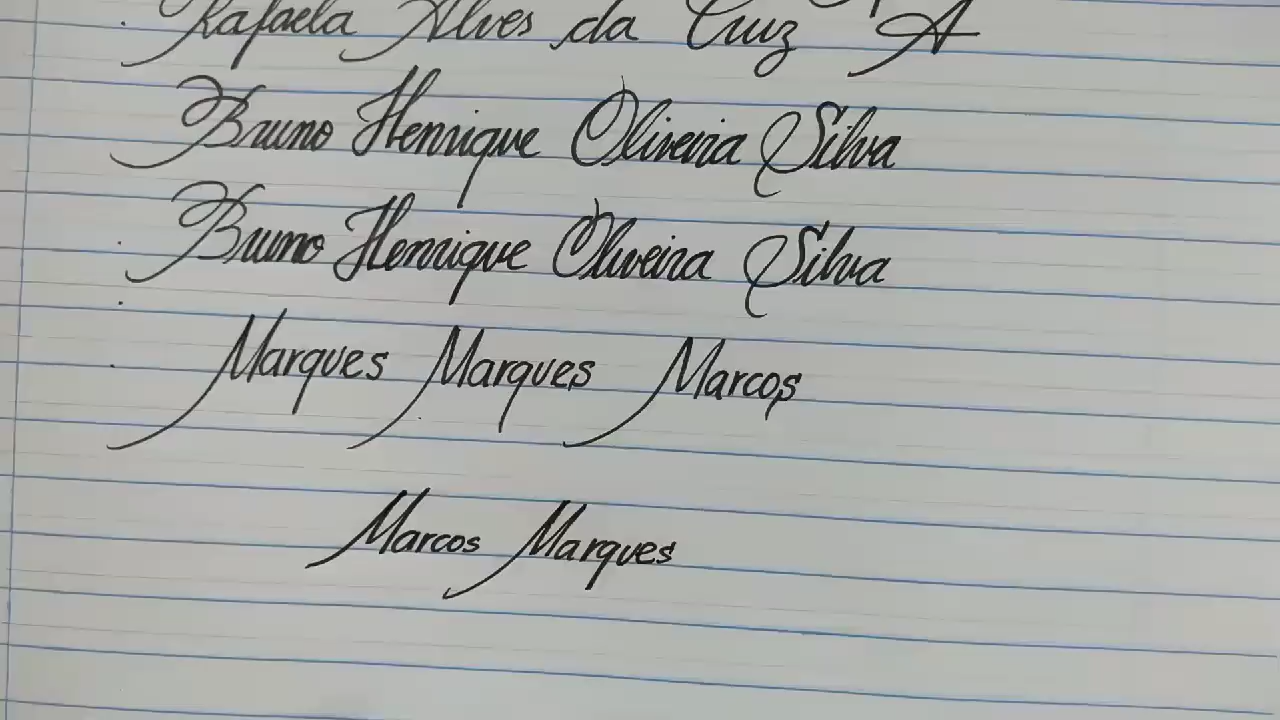 Rafaela Alves da Cruz A
Bruno Henrique Oliveira Silva
Bruno Henrique Oliveira Silva
Marques Marques Marcos
Marcos Marques